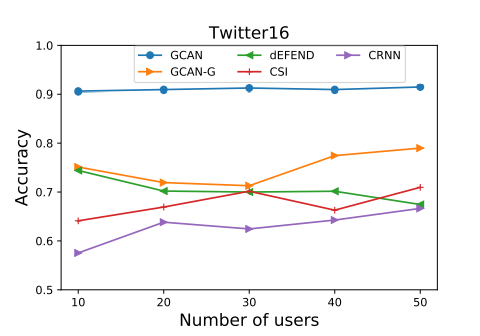 Twitter16
GCAN dEFEND CRNN
GCAN-G CSI
Accuracy
1.0
0.9
0.8
0.7
0.6
0.5
10 20 30 40 50
Number of users